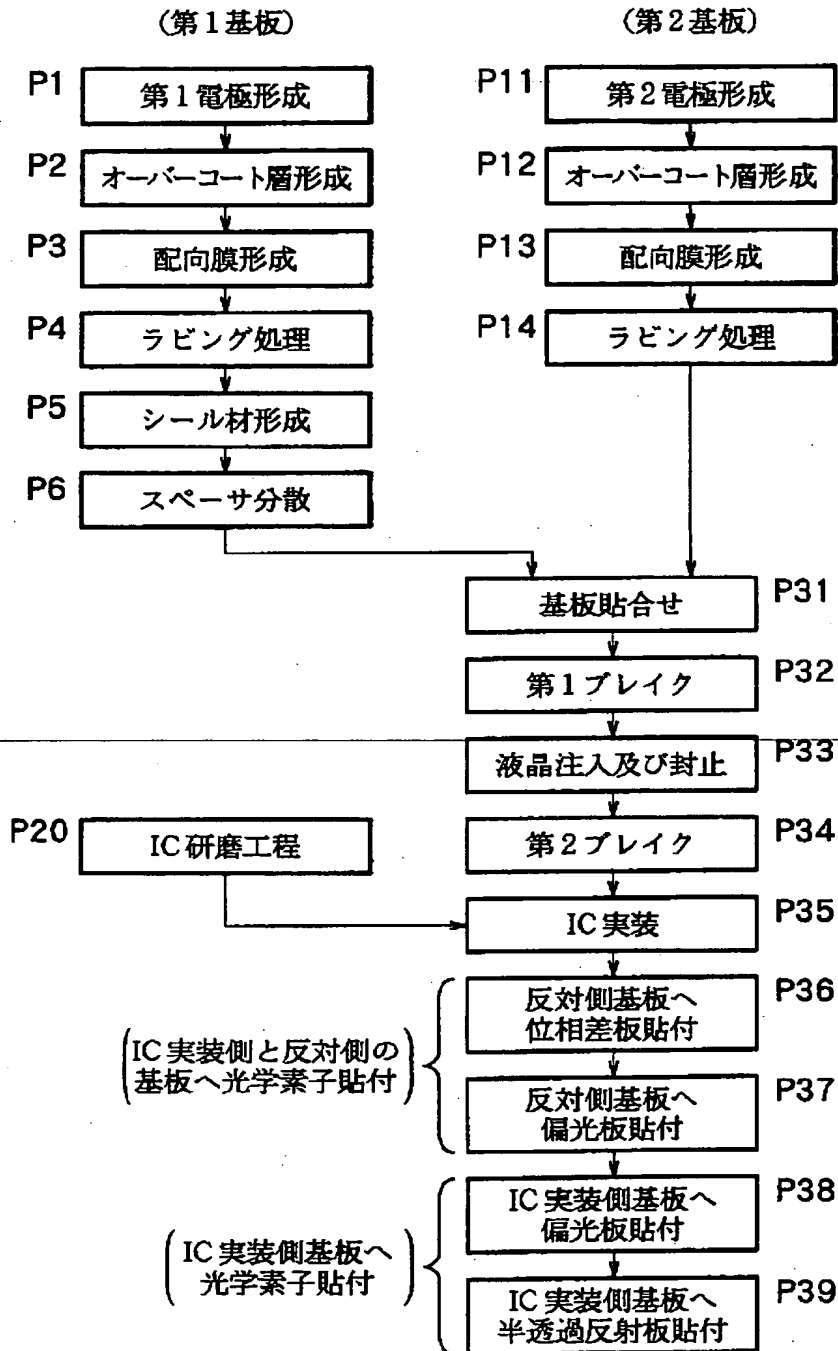 (第1基板)
P1
第1電極形成
P2
オーバーコート層形成
P3
配向膜形成
P4
ラビング処理
P5
シール材形成
P6
スペーサ分散
(第2基板)
P11
第2電極形成
P12
オーバーコート層形成
P13
配向膜形成
P14
ラビング処理
基板貼合せ
P31
第1ブレイク
P32
液晶注入及び封止
P33
P20
IC研磨工程
第2ブレイク
P34
IC実装
P35
(IC実装側と反対側の
基板へ光学素子貼付)
反対側基板へ
位相差板貼付
P36
反対側基板へ
偏光板貼付
P37
(IC実装側基板へ
光学素子貼付)
IC実装側基板へ
偏光板貼付
P38
IC実装側基板へ
半透過反射板貼付
P39